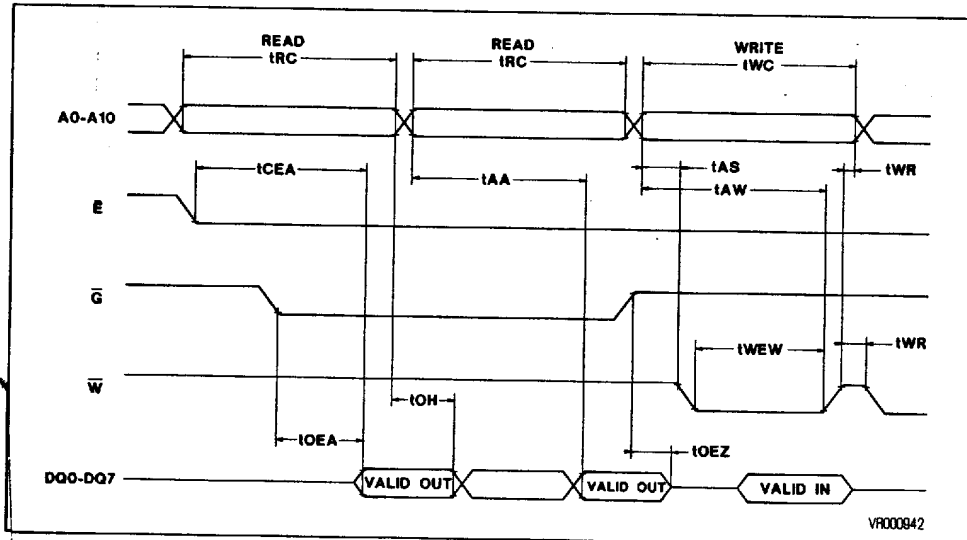 READ
tRC
READ
tRC
WRITE
tWC
A0-A10
tCEA
tAA
tAS
tAW
tWR
E
G
tWEW
tWR
W
tOH
tOEA
tOEZ
DQ0-DQ7
VALID OUT
VALID OUT
VALID IN
VR000942